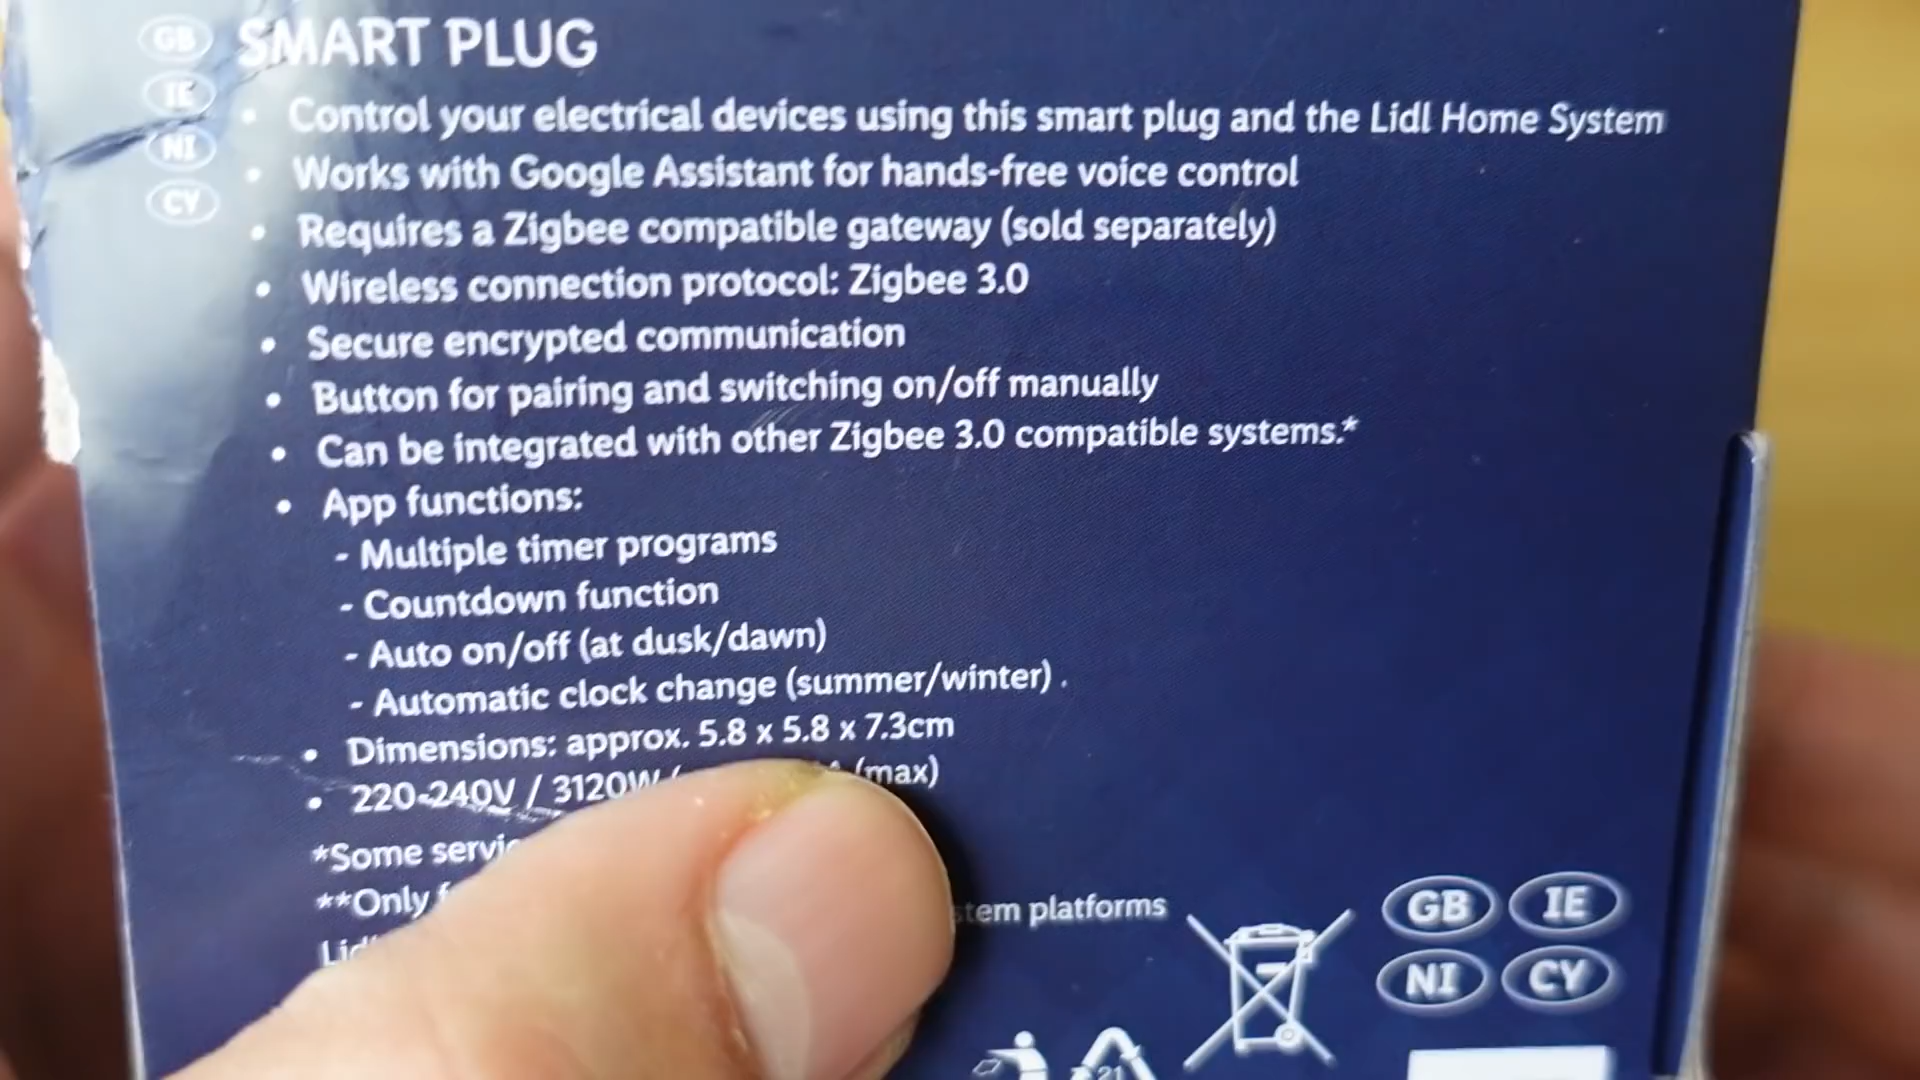 GB SMART PLUG
IE
NI
CY
• Control your electrical devices using this smart plug and the Lidl Home System
• Works with Google Assistant for hands-free voice control
• Requires a Zigbee compatible gateway (sold separately)
• Wireless connection protocol: Zigbee 3.0
• Secure encrypted communication
• Button for pairing and switching on/off manually
• Can be integrated with other Zigbee 3.0 compatible systems.*
• App functions:
- Multiple timer programs
- Countdown function
- Auto on/off (at dusk/dawn)
- Automatic clock change (summer/winter) .
• Dimensions: approx. 5.8 x 5.8 x 7.3cm
• 220-240V / 3120W / (max)
*Some
**Only platforms
GB IE
NI CY
21